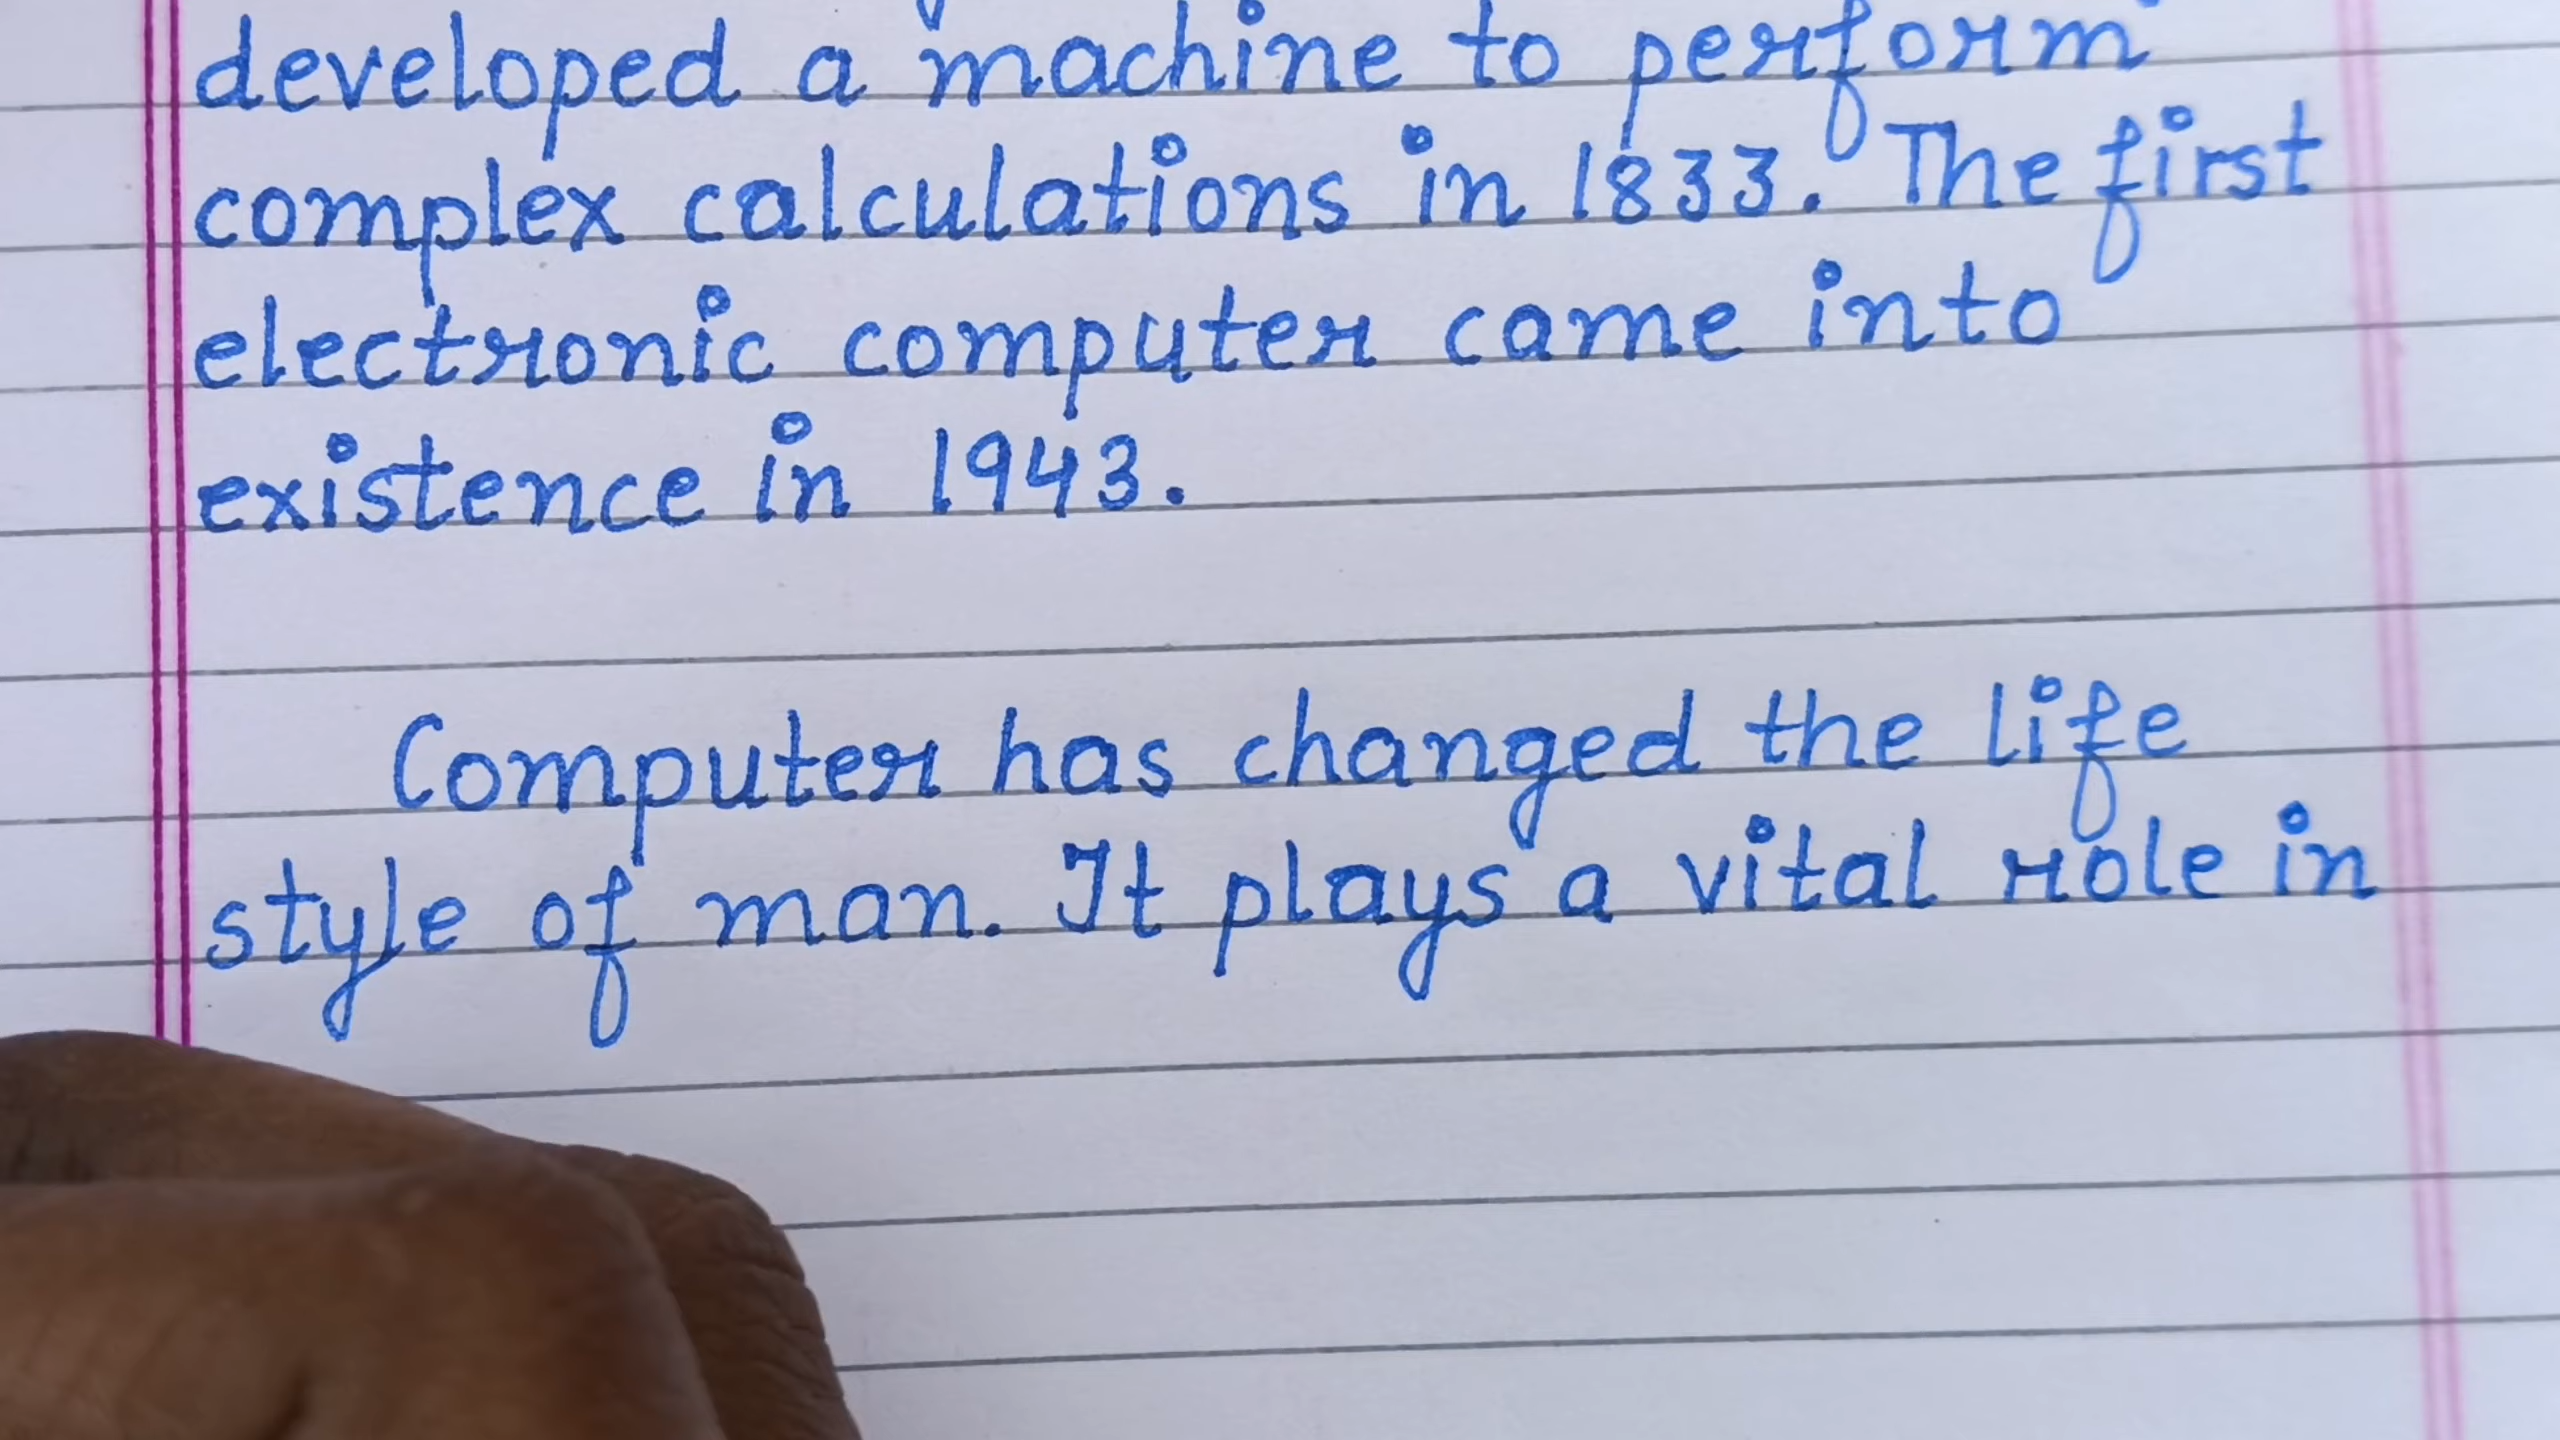 developed a machine to perform
complex calculations in 1833. The first
electronic computer came into
existence in 1943.
Computer has changed the life
style of man. It plays a vital role in